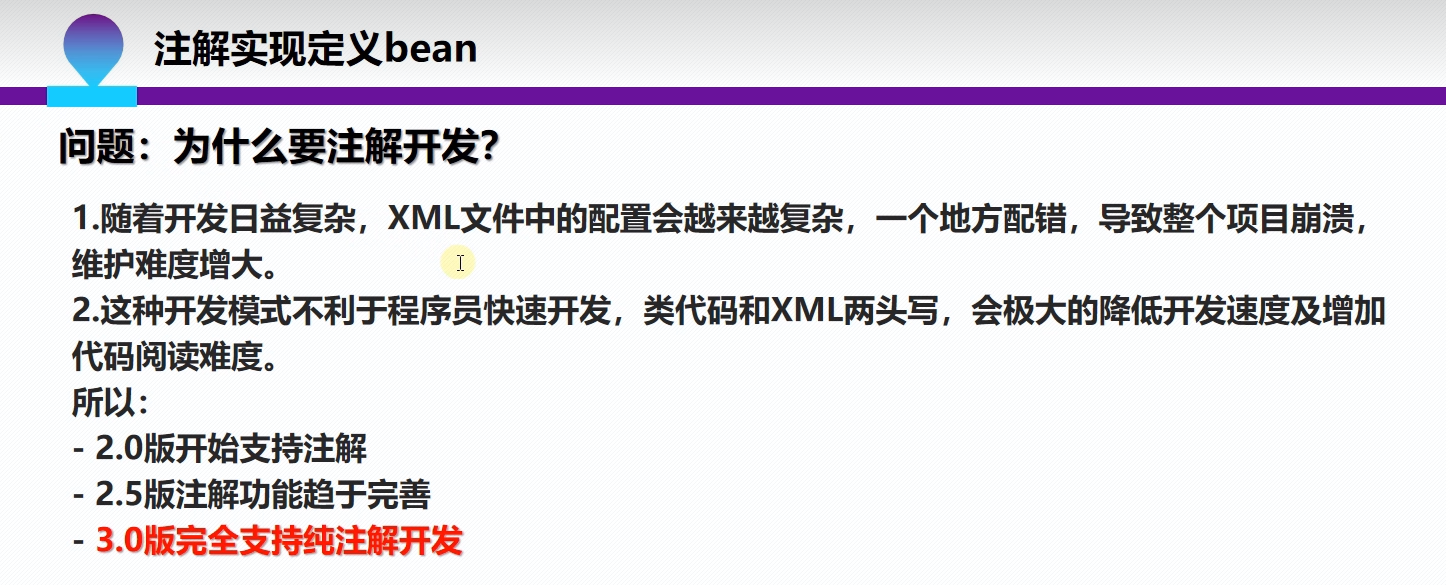 注解实现定义bean
问题：为什么要注解开发？
1.随着开发日益复杂，XML文件中的配置会越来越复杂，一个地方配错，导致整个项目崩溃，
维护难度增大。
2.这种开发模式不利于程序员快速开发，类代码和XML两头写，会极大的降低开发速度及增加
代码阅读难度。
所以：
- 2.0版开始支持注解
- 2.5版注解功能趋于完善
- 3.0版完全支持纯注解开发